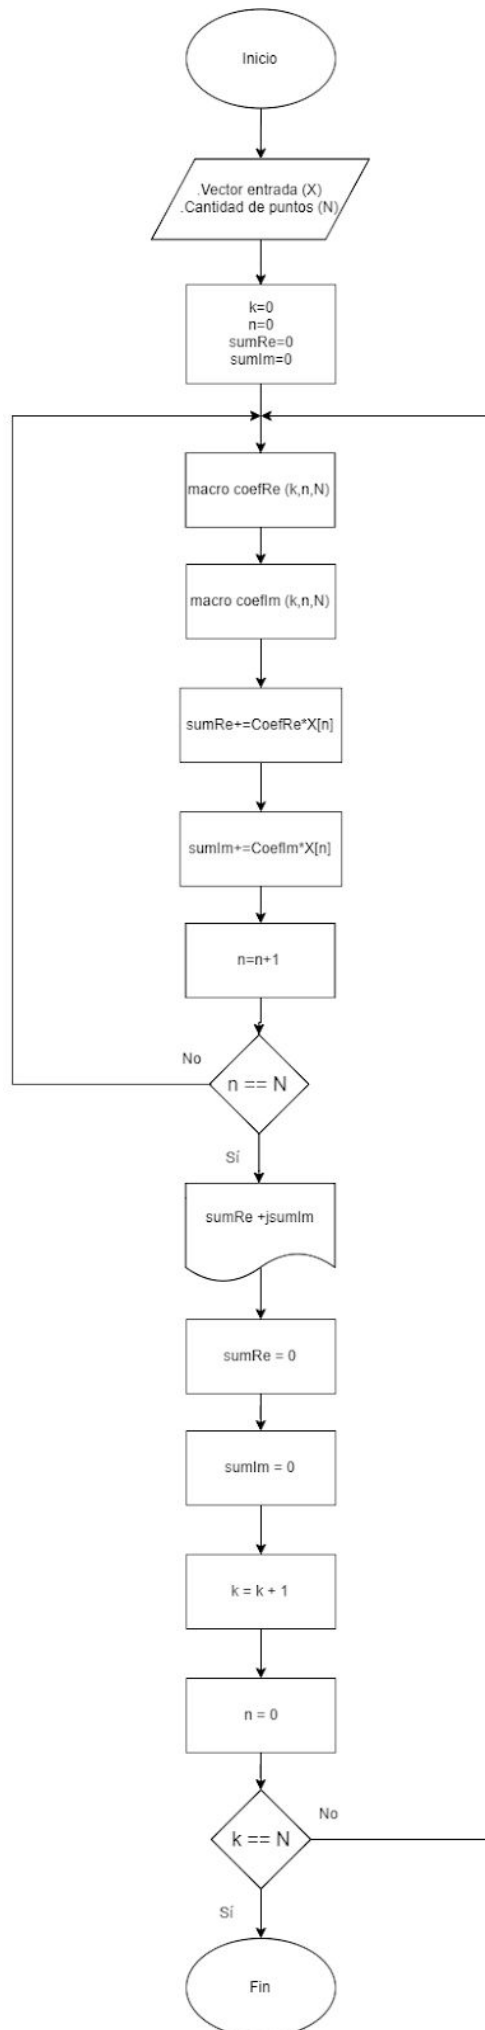 Inicio
.Vector entrada (X)
.Cantidad de puntos (N)
k=0
n=0
sumRe=0
sumIm=0
macro coefRe (k,n,N)
macro coefIm (k,n,N)
sumRe+=CoefRe*X[n]
sumIm+=CoefIm*X[n]
n=n+1
No
n == N
Sí
sumRe +jsumIm
sumRe = 0
sumIm = 0
k = k + 1
n = 0
No
k == N
Sí
Fin